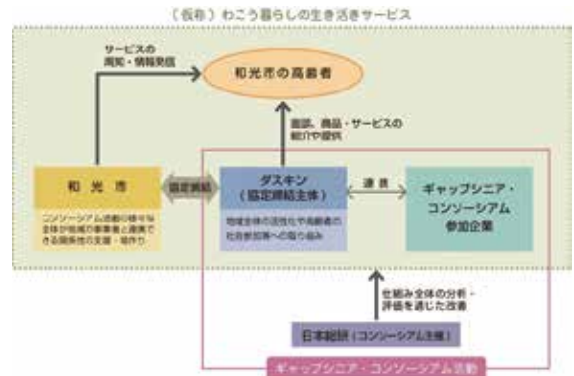 （仮称）わこう暮らしの生き活きサービス
サービスの
周知・情報発信
和光市の高齢者
面談、商品・サービスの
紹介や提供
和光市
協定締結
ダスキン
（協定締結主体）
連携
ギャップシニア・
コンソーシアム
参加企業
コンソーシアム活動の様々な
全体が地域の事業者と連携で
きる関係性の支援・場作り
地域全体の活性化や高齢者の
社会参加等への取り組み
仕組み全体の分析・
評価を通じた改善
日本総研（コンソーシアム主催）
ギャップシニア・コンソーシアム活動